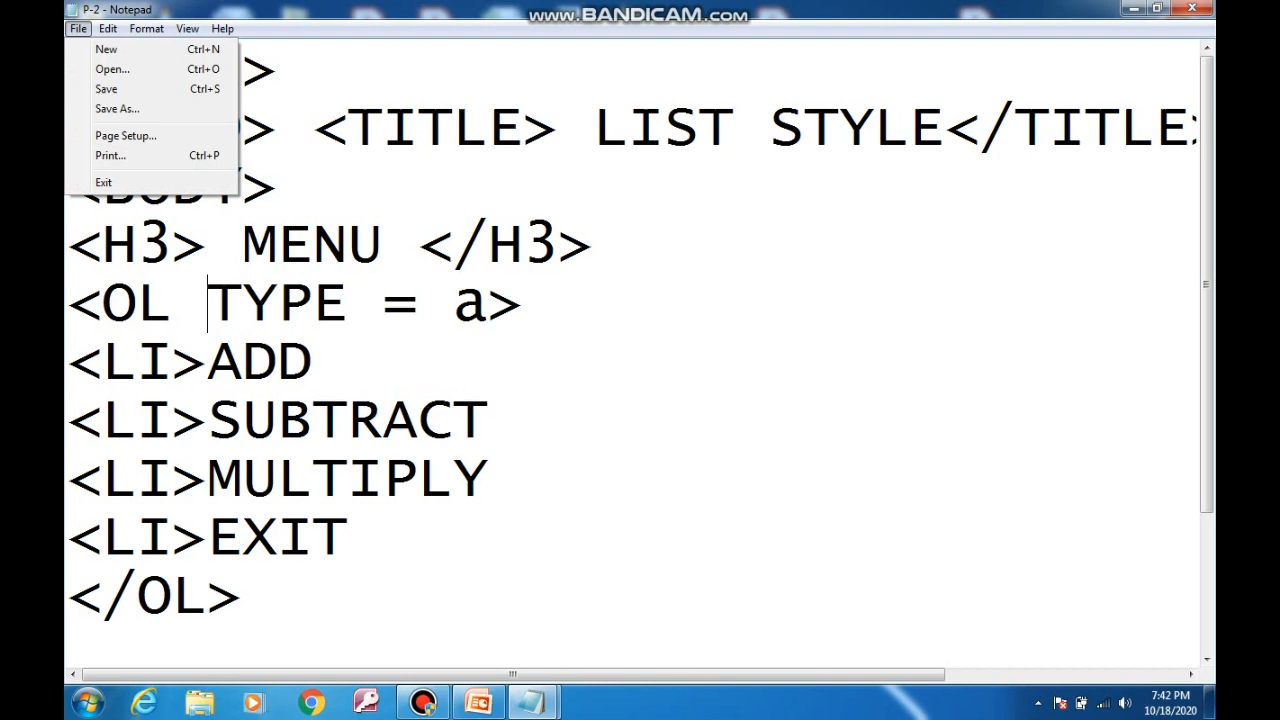 P-2 - Notepad
www.BANDICAM.com
File Edit Format View Help
New Ctrl+N
Open... Ctrl+O
Save Ctrl+S
Save As...
Page Setup...
Print... Ctrl+P
Exit
>
> <TITLE> LIST STYLE</TITLE>
<BODY>
<H3> MENU </H3>
<OL TYPE = a>
<LI>ADD
<LI>SUBTRACT
<LI>MULTIPLY
<LI>EXIT
</OL>
7:42 PM
10/18/2020